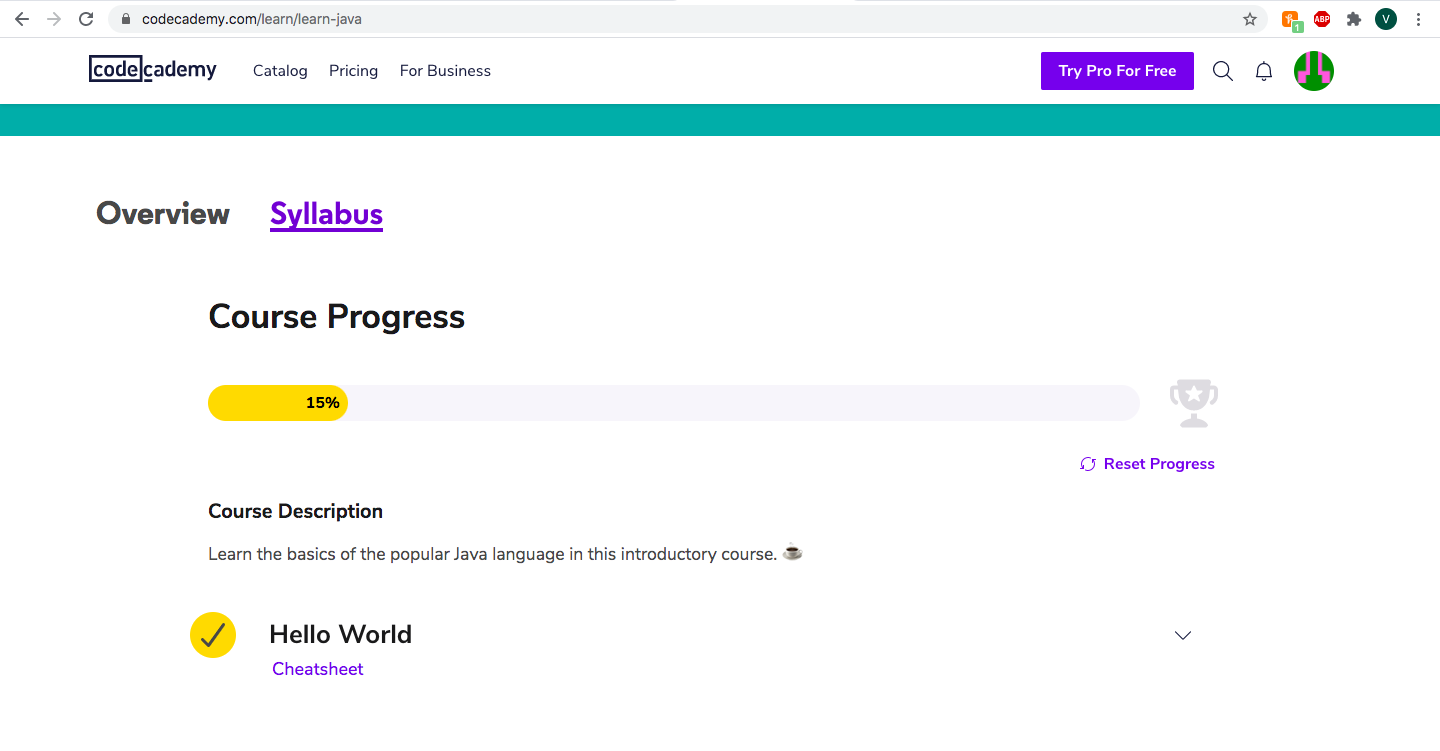 codecademy.com/learn/learn-java
1
ABP
V
codecademy
Catalog
Pricing
For Business
Try Pro For Free
Overview
Syllabus
Course Progress
15%
Reset Progress
Course Description
Learn the basics of the popular Java language in this introductory course. ☕
Hello World
Cheatsheet